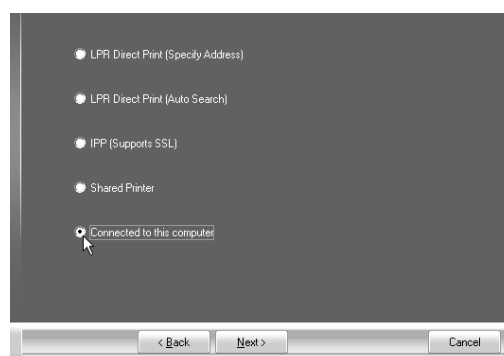 LPR Direct Print (Specify Address)
LPR Direct Print (Auto Search)
IPP (Supports SSL)
Shared Printer
Connected to this computer
< Back Next > Cancel